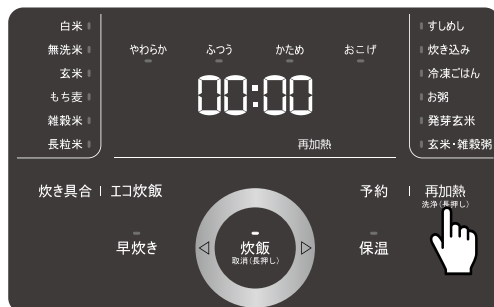 白米
無洗米
玄米
もち麦
雑穀米
長粒米
やわらか ふつう かため おこげ
00:00
再加熱
すしめし
炊き込み
冷凍ごはん
お粥
発芽玄米
玄米・雑穀粥
炊き具合 エコ炊飯 予約 再加熱
洗浄(長押し)
早炊き 炊飯 保温
取消(長押し)